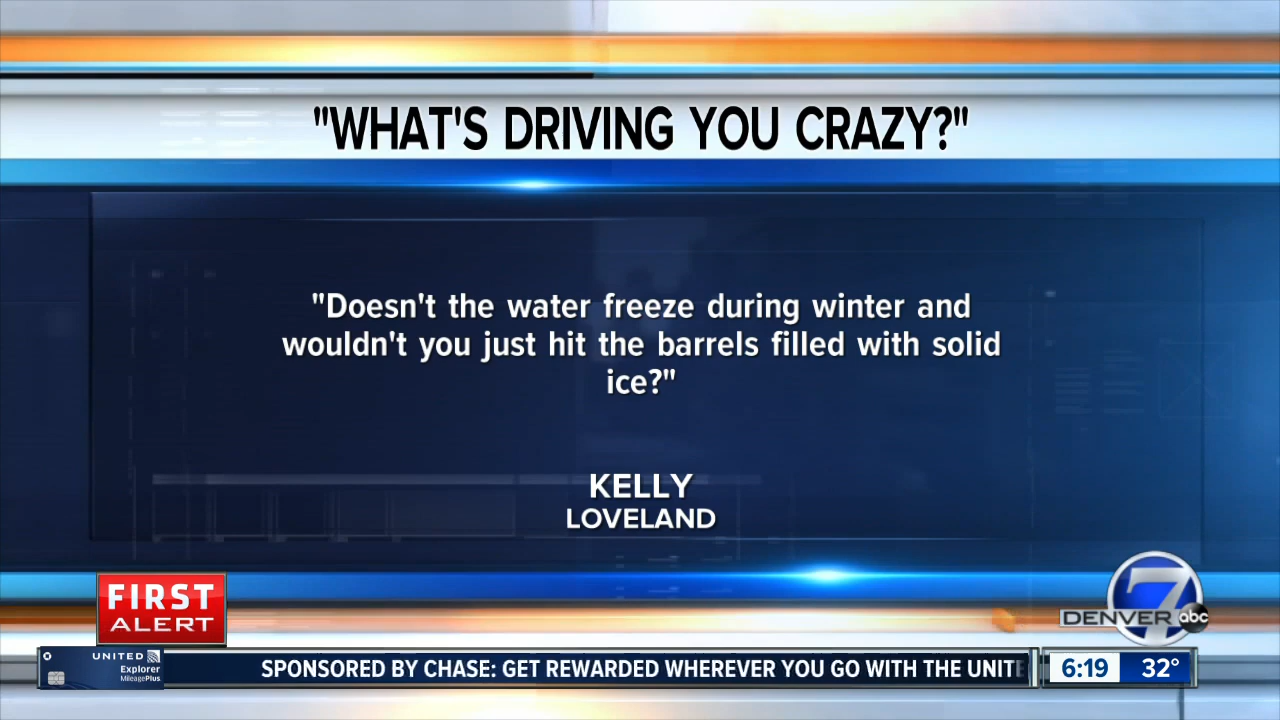 "WHAT'S DRIVING YOU CRAZY?"
"Doesn't the water freeze during winter and
wouldn't you just hit the barrels filled with solid
ice?"
KELLY
LOVELAND
FIRST
ALERT
DENVER 7 abc
UNITED
Explorer
MileagePlus
SPONSORED BY CHASE: GET REWARDED WHEREVER YOU GO WITH THE UNITE
6:19 32°